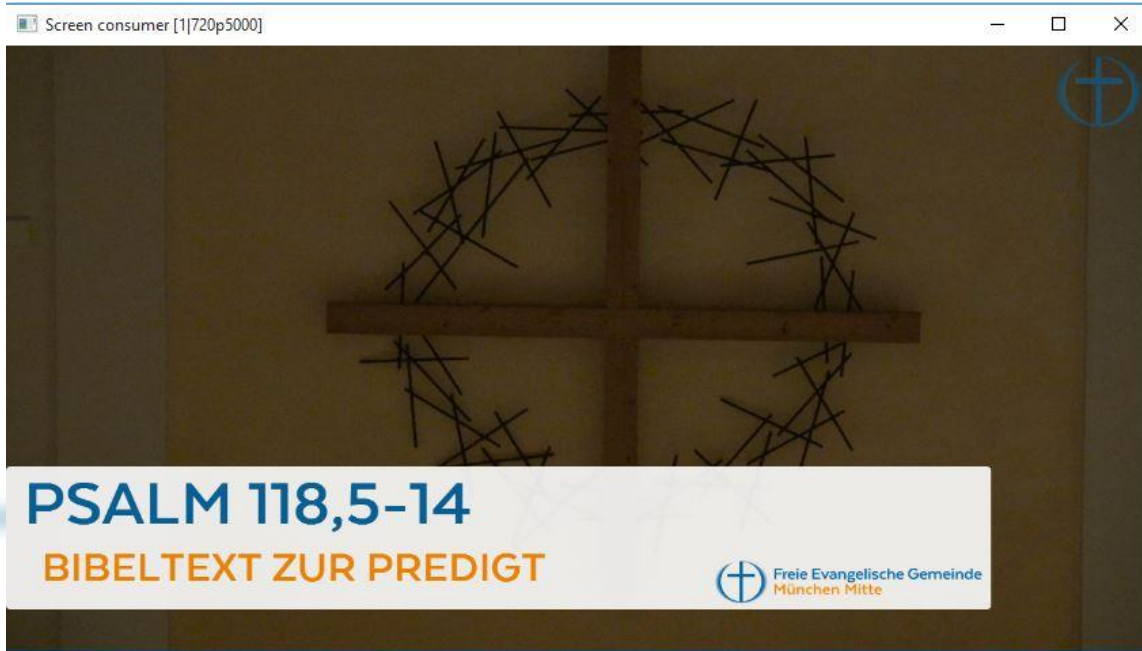 Screen consumer [1|720p5000]
PSALM 118,5-14
BIBELTEXT ZUR PREDIGT
Freie Evangelische Gemeinde
München Mitte